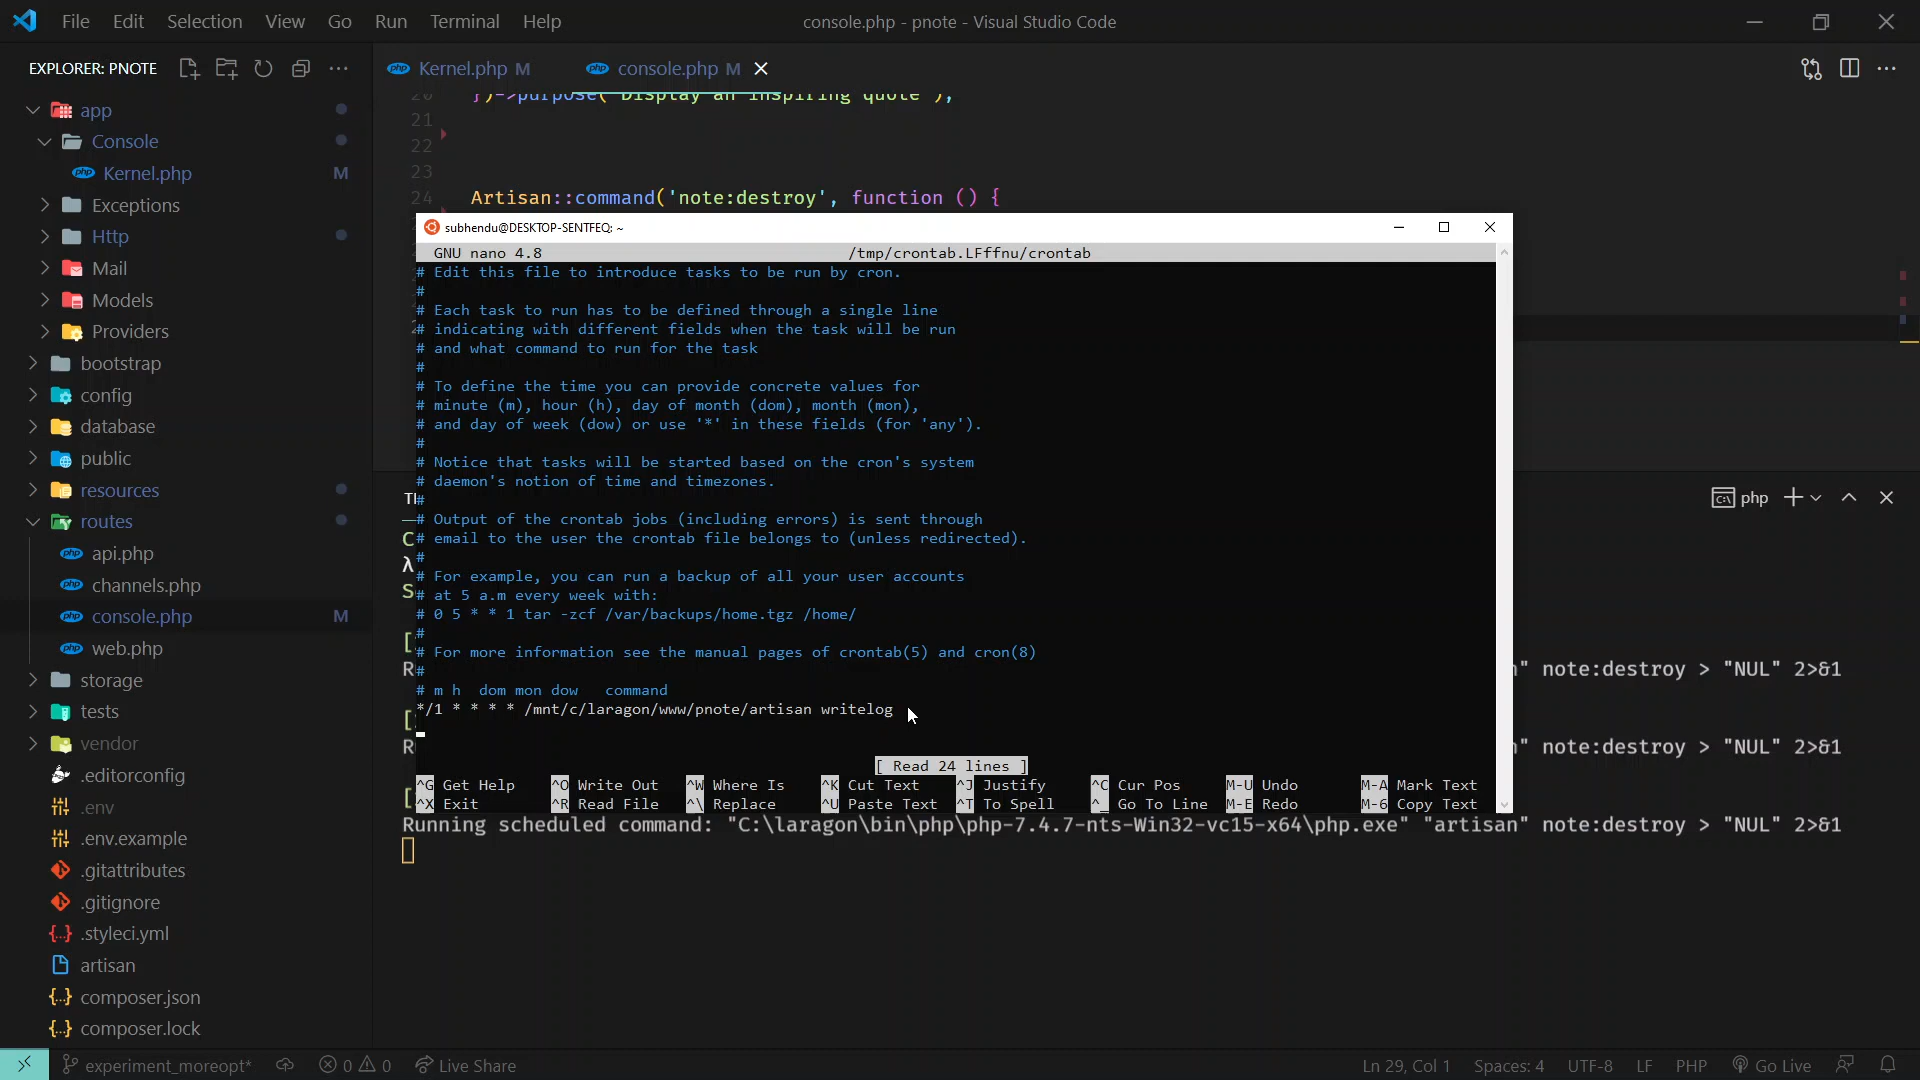 File Edit Selection View Go Run Terminal Help
console.php - pnote - Visual Studio Code
EXPLORER: PNOTE
Kernel.php M
console.php M
app
Console
Kernel.php M
Exceptions
Http
Mail
Models
Providers
bootstrap
config
database
public
resources
routes
api.php
channels.php
console.php M
web.php
storage
tests
vendor
.editorconfig
.env
.env.example
.gitattributes
.gitignore
.styleci.yml
artisan
composer.json
composer.lock
20 })->purpose('Display an inspiring quote');
21
22
23
24 Artisan::command('note:destroy', function () {
subhendu@DESKTOP-SENTFEQ: ~
GNU nano 4.8 /tmp/crontab.LFffnu/crontab
# Edit this file to introduce tasks to be run by cron.
#
# Each task to run has to be defined through a single line
# indicating with different fields when the task will be run
# and what command to run for the task
#
# To define the time you can provide concrete values for
# minute (m), hour (h), day of month (dom), month (mon),
# and day of week (dow) or use '*' in these fields (for 'any').
#
# Notice that tasks will be started based on the cron's system
# daemon's notion of time and timezones.
#
# Output of the crontab jobs (including errors) is sent through
# email to the user the crontab file belongs to (unless redirected).
#
# For example, you can run a backup of all your user accounts
# at 5 a.m every week with:
# 0 5 * * 1 tar -zcf /var/backups/home.tgz /home/
#
# For more information see the manual pages of crontab(5) and cron(8)
#
# m h  dom mon dow   command
*/1 * * * * /mnt/c/laragon/www/pnote/artisan writelog
[ Read 24 lines ]
^G Get Help ^O Write Out ^W Where Is ^K Cut Text ^J Justify ^C Cur Pos M-U Undo M-A Mark Text
^X Exit ^R Read File ^\ Replace ^U Paste Text ^T To Spell ^_ Go To Line M-E Redo M-6 Copy Text
php
" note:destroy > "NUL" 2>&1
" note:destroy > "NUL" 2>&1
Running scheduled command: "C:\laragon\bin\php\php-7.4.7-nts-Win32-vc15-x64\php.exe" "artisan" note:destroy > "NUL" 2>&1
experiment_moreopt* 0 0 Live Share
Ln 29, Col 1 Spaces: 4 UTF-8 LF PHP Go Live